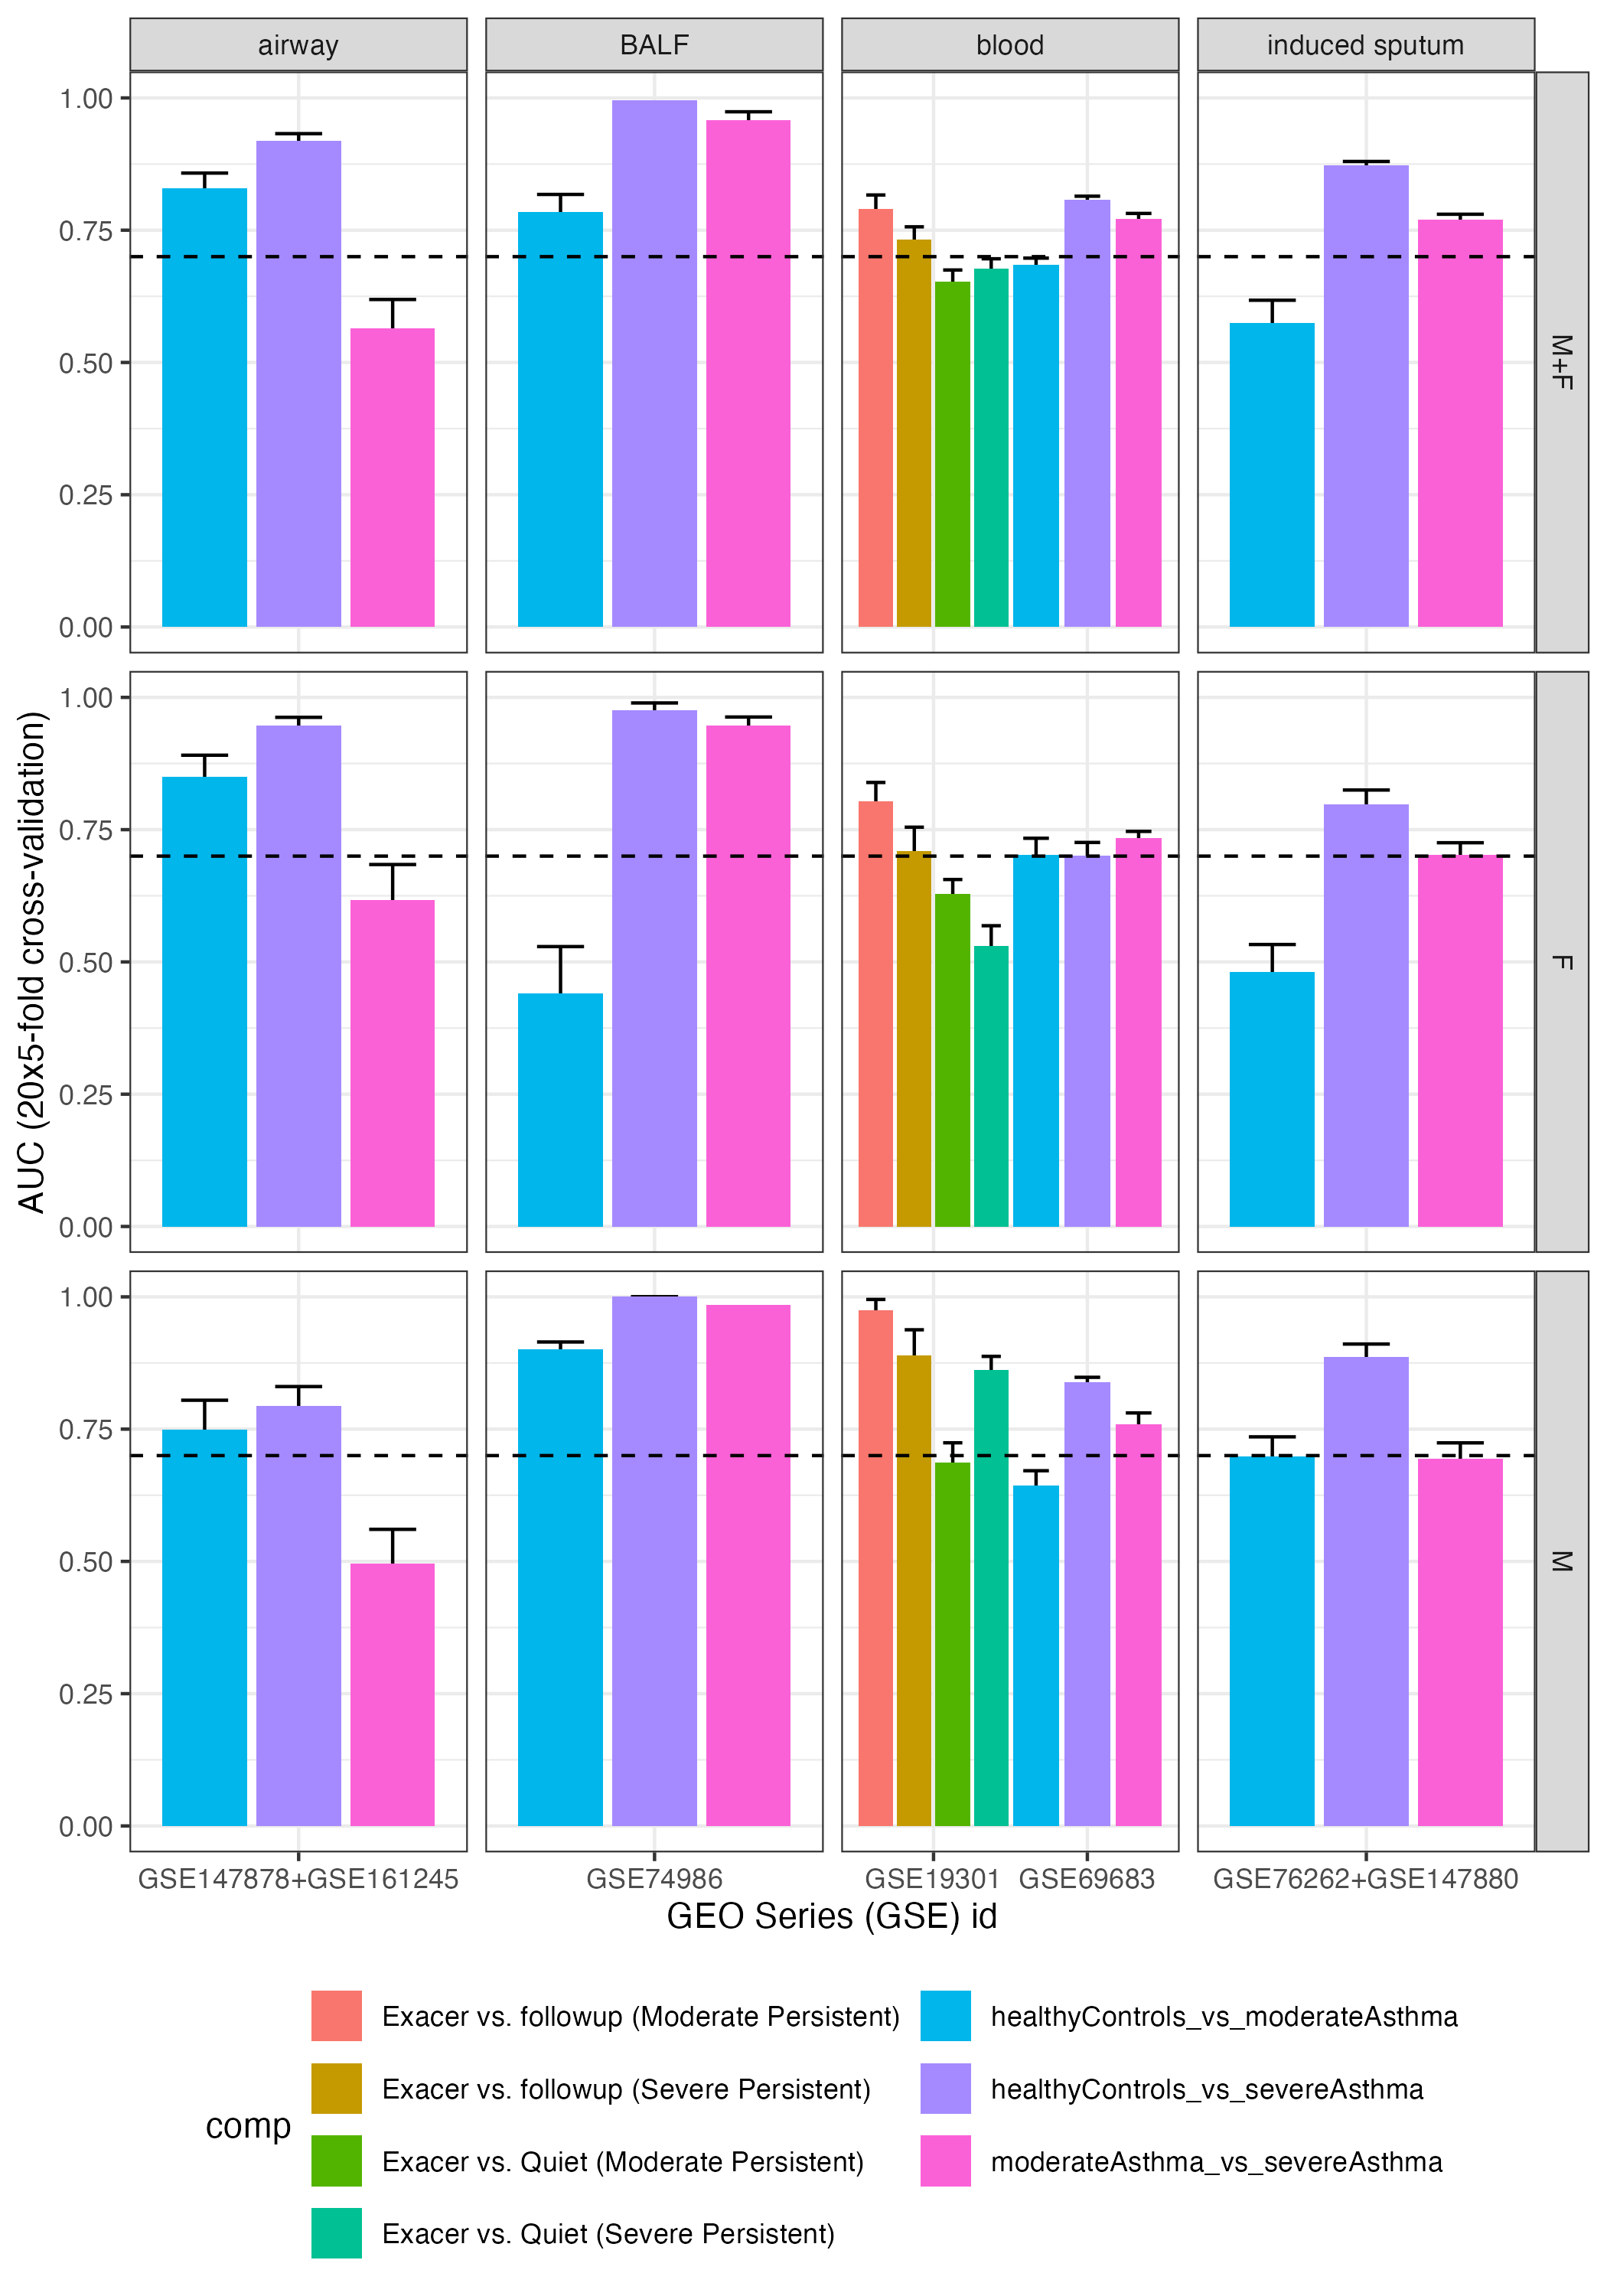 airway BALF blood induced sputum
1.00
0.75
0.50
0.25
0.00
M+F
1.00
0.75
0.50
0.25
0.00
F
1.00
0.75
0.50
0.25
0.00
M
AUC (20x5-fold cross-validation)
GSE147878+GSE161245 GSE74986 GSE19301 GSE69683 GSE76262+GSE147880
GEO Series (GSE) id
comp
Exacer vs. followup (Moderate Persistent)
Exacer vs. followup (Severe Persistent)
Exacer vs. Quiet (Moderate Persistent)
Exacer vs. Quiet (Severe Persistent)
healthyControls_vs_moderateAsthma
healthyControls_vs_severeAsthma
moderateAsthma_vs_severeAsthma